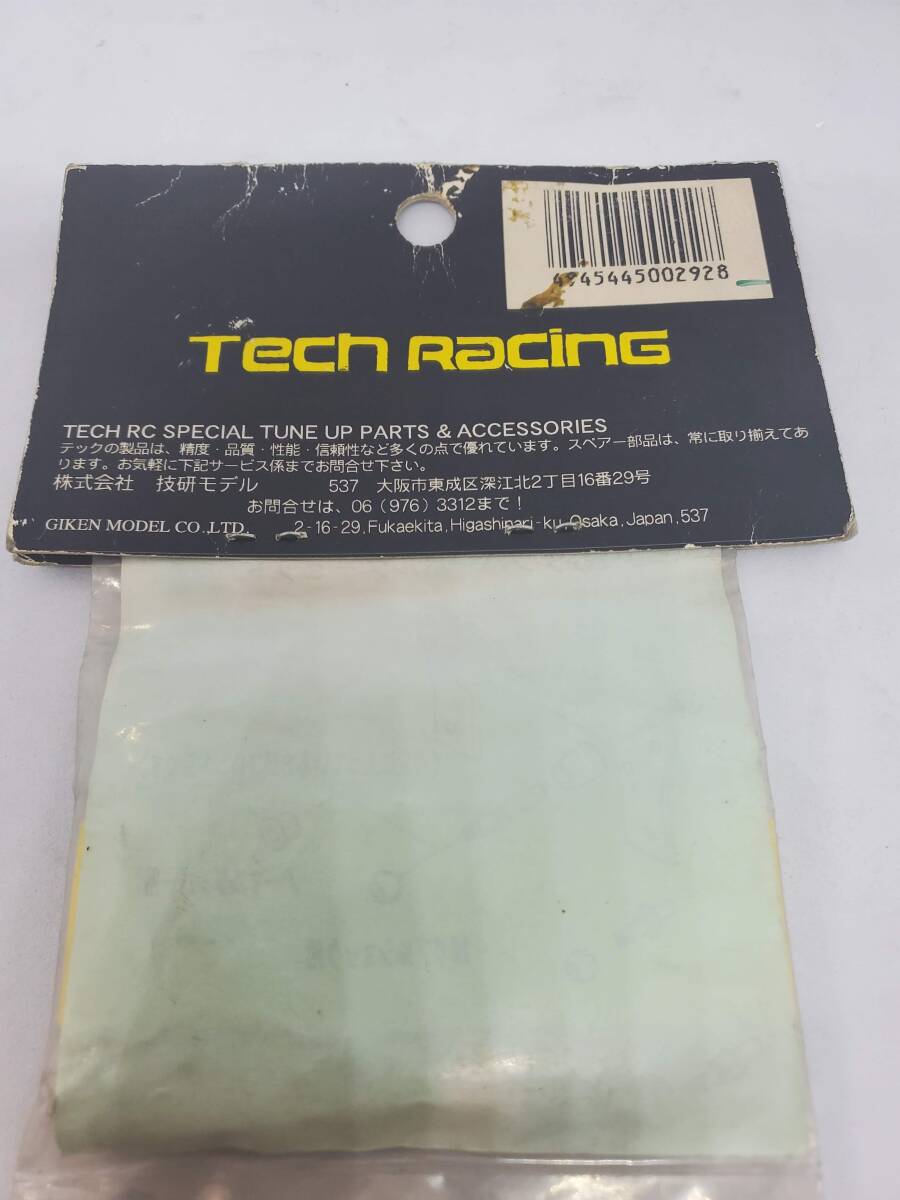 4945445002928
Tech Racing
TECH RC SPECIAL TUNE UP PARTS & ACCESSORIES
テックの製品は、精度・品質・性能・信頼性など多くの点で優れています。スペアー部品は、常に取り揃えてあ
ります。お気軽に下記サービス係までお問合せ下さい。
株式会社 技研モデル 537 大阪市東成区深江北2丁目16番29号
お問合せは、06(976)3312まで!
GIKEN MODEL CO.,LTD. 2-16-29,Fukaekita,Higashinari-ku,Osaka,Japan,537